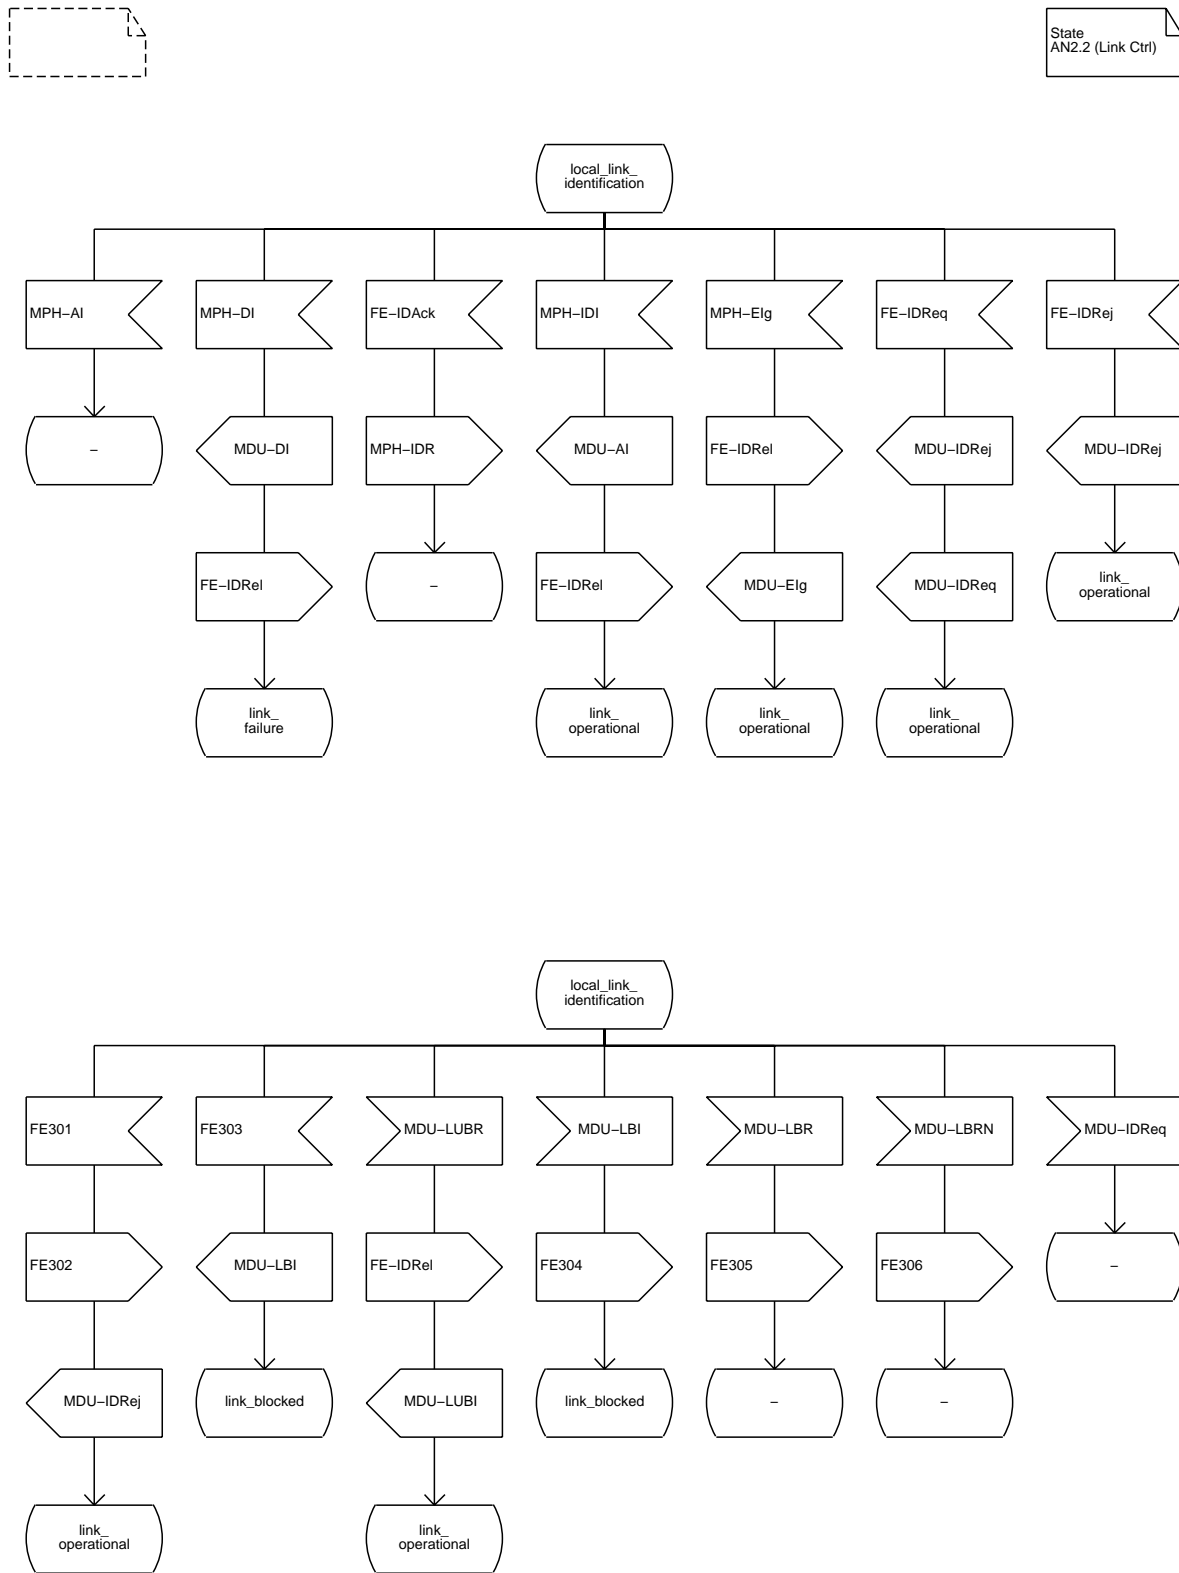 State
AN2.2 (Link Ctrl)
local_link_
identification
MPH–AI
MPH–DI
FE–IDAck
MPH–IDI
MPH–EIg
FE–IDReq
FE–IDRej
–
MDU–DI
MPH–IDR
MDU–AI
FE–IDRel
MDU–IDRej
MDU–IDRej
FE–IDRel
–
FE–IDRel
MDU–EIg
MDU–IDReq
link_
operational
link_
failure
link_
operational
link_
operational
link_
operational
local_link_
identification
FE301
FE303
MDU–LUBR
MDU–LBI
MDU–LBR
MDU–LBRN
MDU–IDReq
FE302
MDU–LBI
FE–IDRel
FE304
FE305
FE306
–
MDU–IDRej
link_blocked
MDU–LUBI
link_blocked
–
–
link_
operational
link_
operational